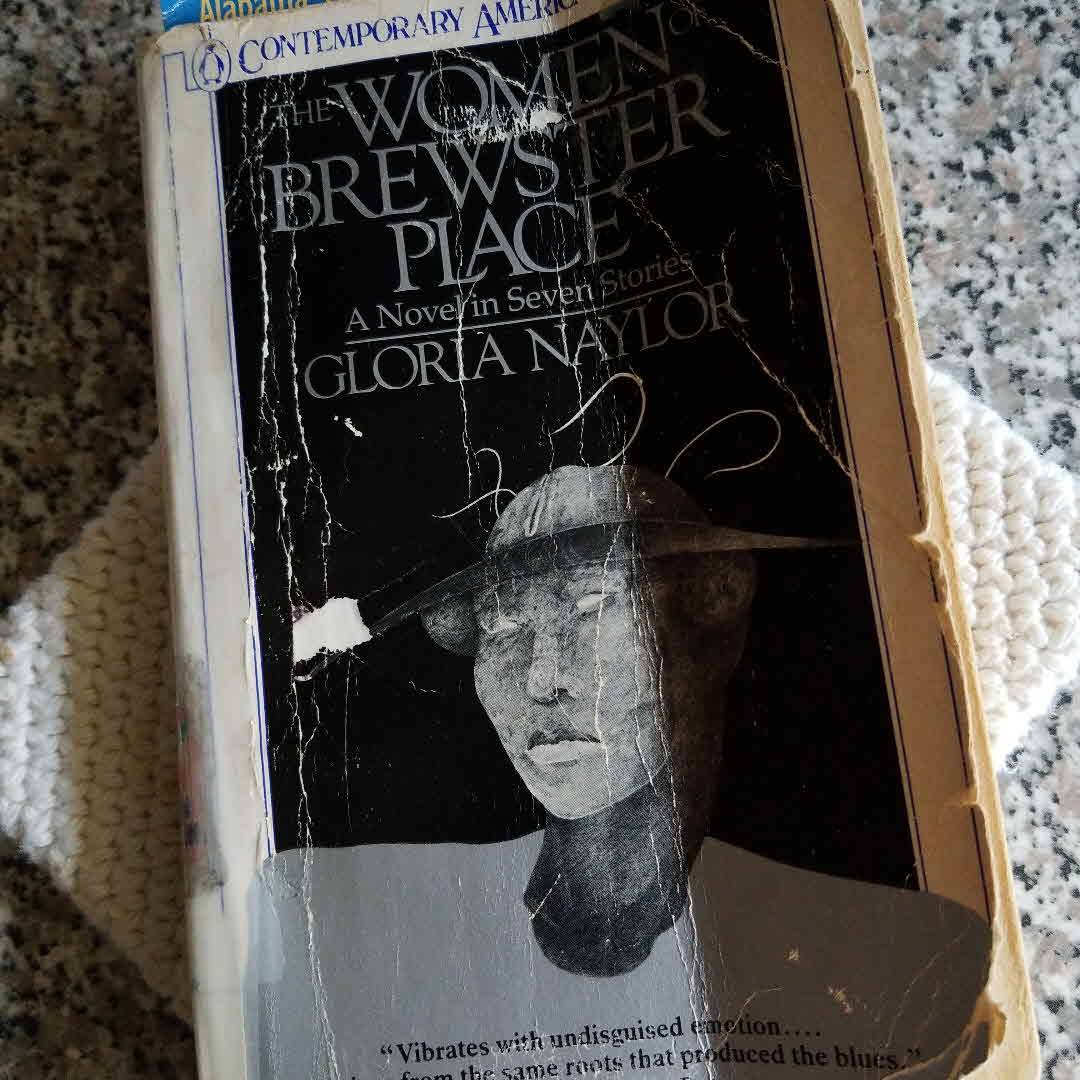 Alabama
CONTEMPORARY AMERIC
THE WOMEN OF
BREWSTER
PLACE
A Novel in Seven Stories
GLORIA NAYLOR
“Vibrates with undisguised emotion....
from the same roots that produced the blues.”